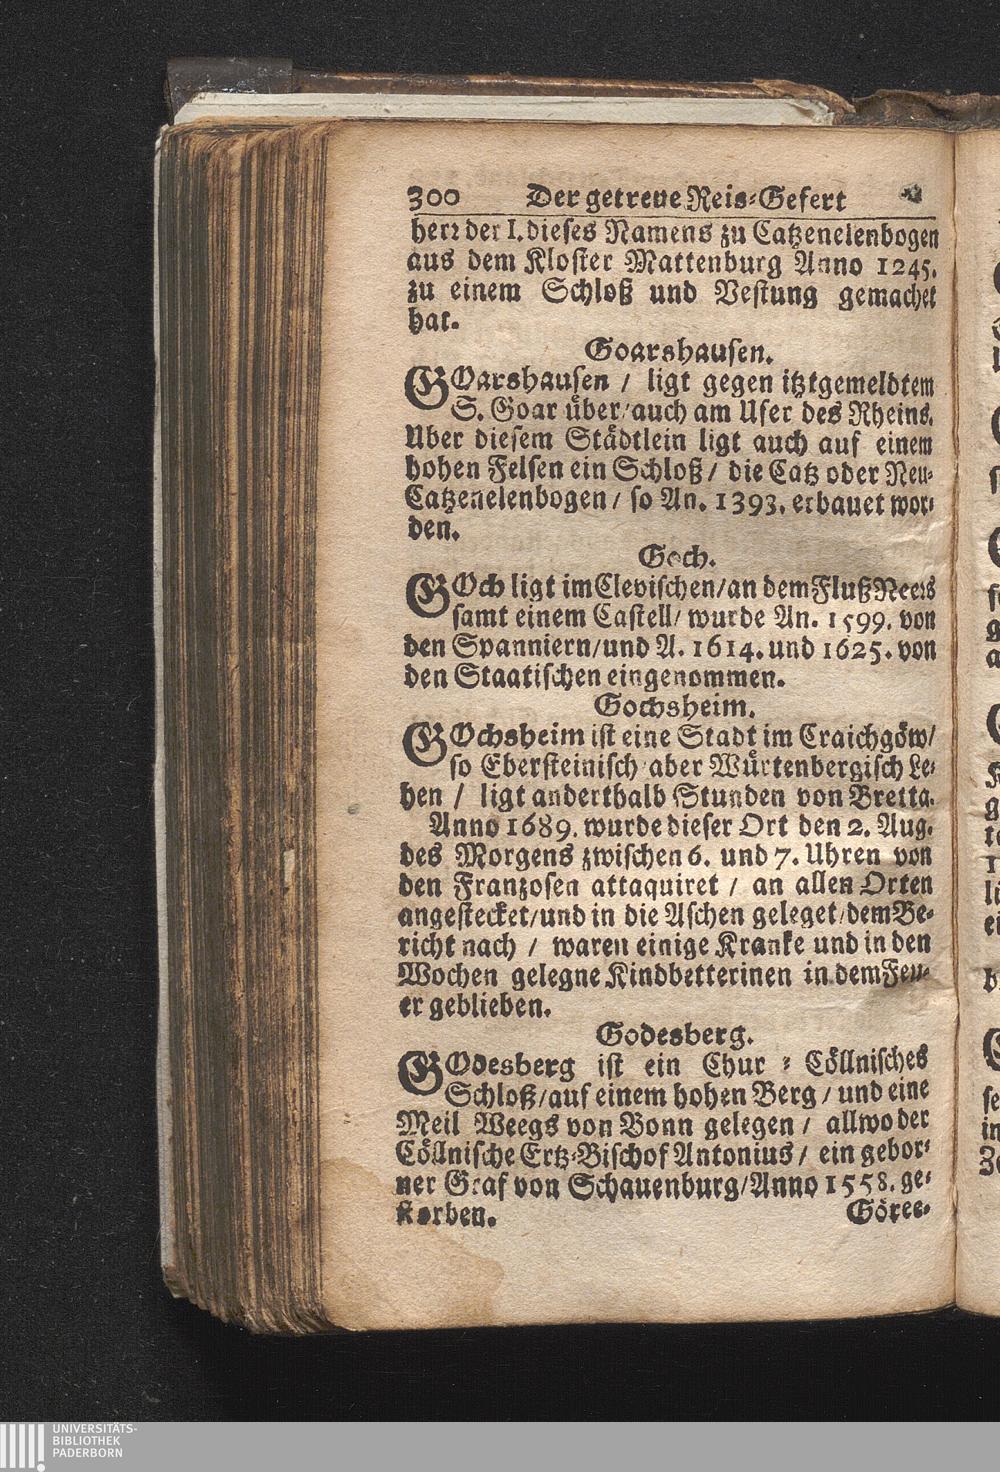 300 Der getreue Reis-Gefert
herr der I. dieses Namens zu Catzenelenbogen
aus dem Kloster Mattenburg Anno 1245.
zu einem Schloß und Vestung gemachet
hat.
Goarshausen.
GOarshausen / ligt gegen itztgemeldtem
S. Goar über / auch am Ufer des Rheins.
Uber diesem Städtlein ligt auch auf einem
hohen Felsen ein Schloß / die Catz oder Neu-
Catzenelenbogen / so An. 1393. erbauet wor-
den.
Goch.
GOch ligt im Clevischen / an dem Fluß Neers
samt einem Castell / wurde An. 1599. von
den Spanniern / und A. 1614. und 1625. von
den Staatischen eingenommen.
Gochsheim.
GOchsheim ist eine Stadt im Craichgöw /
so Ebersteinisch / aber Würtenbergisch Le-
hen / ligt anderthalb Stunden von Bretta.
Anno 1689. wurde dieser Ort den 2. Aug.
des Morgens zwischen 6. und 7. Uhren von
den Franzosen attaquiret / an allen Orten
angestecket / und in die Aschen geleget / dem Be-
richt nach / waren einige Kranke und in den
Wochen gelegne Kindbetterinen in dem Feu-
er geblieben.
Godesberg.
GOdesberg ist ein Chur-Cöllnisches
Schloß / auf einem hohen Berg / und eine
Meil Weegs von Bonn gelegen / allwo der
Cöllnische Ertz-Bischof Antonius / ein gebor-
ner Graf von Schauenburg / Anno 1558. ge-
storben.
Göree-
UNIVERSITÄTS-
BIBLIOTHEK
PADERBORN